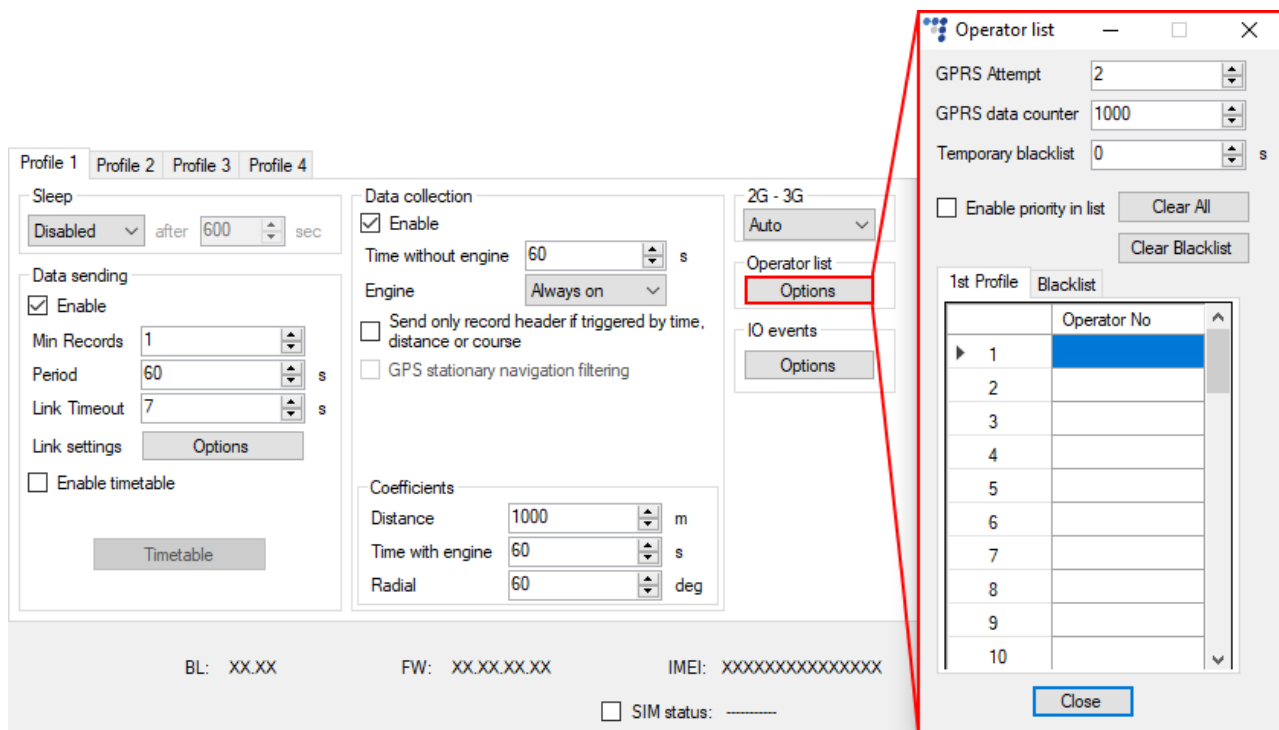 Operator list
GPRS Attempt 2
GPRS data counter 1000
Temporary blacklist 0 s
Enable priority in list Clear All
Clear Blacklist
1st Profile Blacklist
Operator No
1
2
3
4
5
6
7
8
9
10
Close
Profile 1 Profile 2 Profile 3 Profile 4
Sleep
Disabled after 600 sec
Data sending
Enable
Min Records 1
Period 60 s
Link Timeout 7 s
Link settings Options
Enable timetable
Timetable
Data collection
Enable
Time without engine 60 s
Engine Always on
Send only record header if triggered by time,
distance or course
GPS stationary navigation filtering
Coefficients
Distance 1000 m
Time with engine 60 s
Radial 60 deg
2G - 3G
Auto
Operator list
Options
IO events
Options
BL: XX.XX FW: XX.XX.XX.XX IMEI: XXXXXXXXXXXXXXX
SIM status: -----------